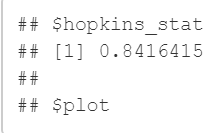 ## $hopkins_stat
## [1] 0.8416415
##
## $plot